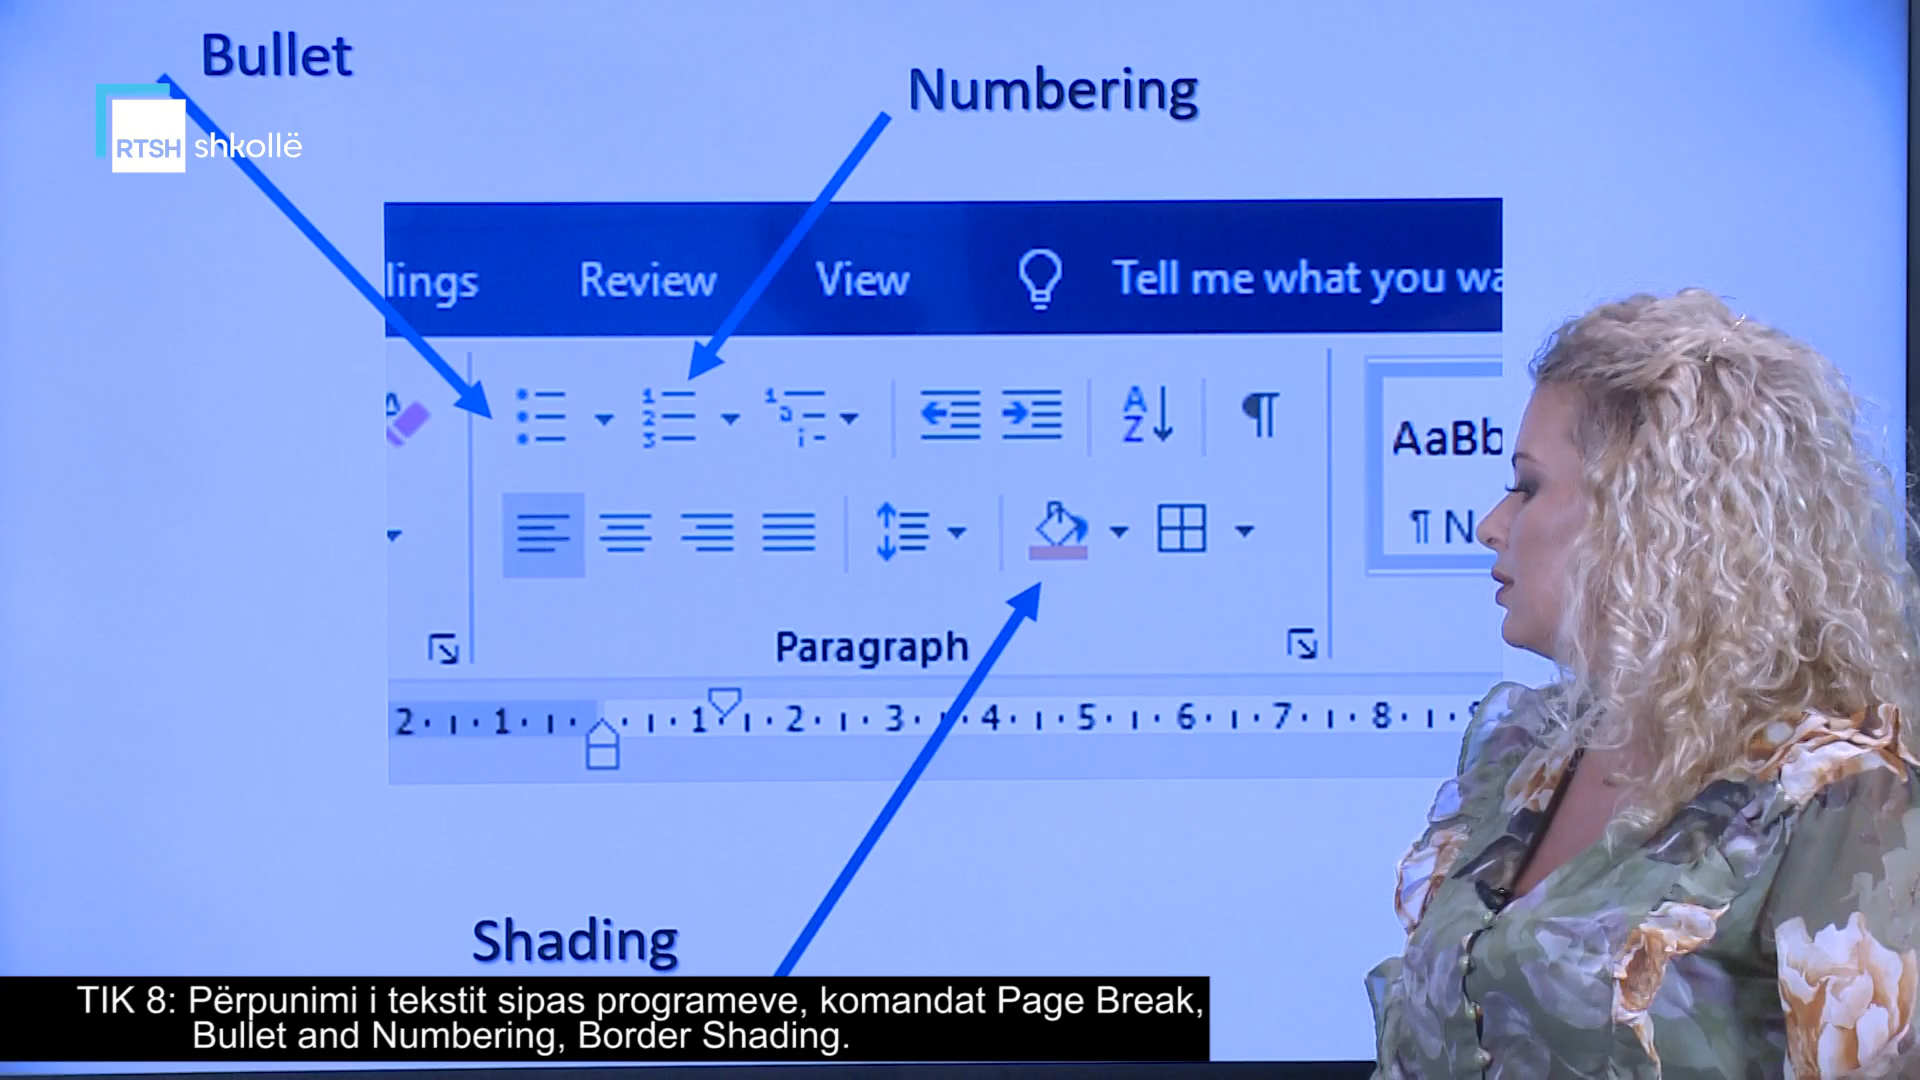 Bullet
Numbering
RTSH shkollë
lings Review View Tell me what you wa
AaBb
¶ N
Paragraph
2 1 1 2 3 4 5 6 7 8 9
Shading
TIK 8: Përpunimi i tekstit sipas programeve, komandat Page Break,
Bullet and Numbering, Border Shading.